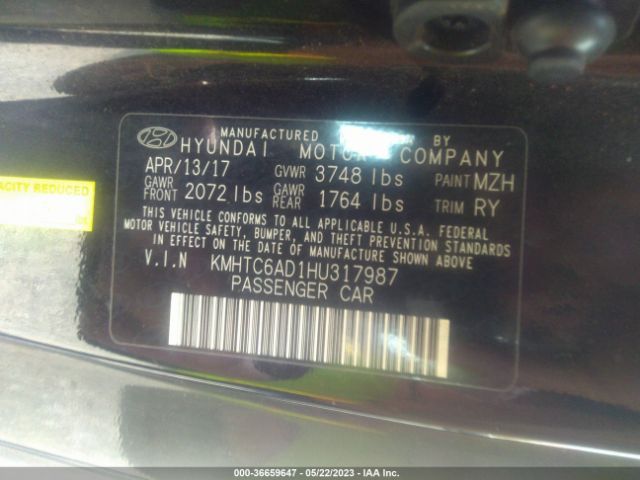 MANUFACTURED BY
HYUNDAI MOTOR COMPANY
APR/13/17 GVWR 3748 lbs PAINT MZH
GAWR FRONT 2072 lbs GAWR REAR 1764 lbs TRIM RY
THIS VEHICLE CONFORMS TO ALL APPLICABLE U.S.A. FEDERAL
MOTOR VEHICLE SAFETY, BUMPER, AND THEFT PREVENTION STANDARDS
IN EFFECT ON THE DATE OF MANUFACTURE SHOWN ABOVE
V.I.N KMHTC6AD1HU317987
PASSENGER CAR
ACITY REDUCED
000-36659647 - 05/22/2023 - IAA Inc.